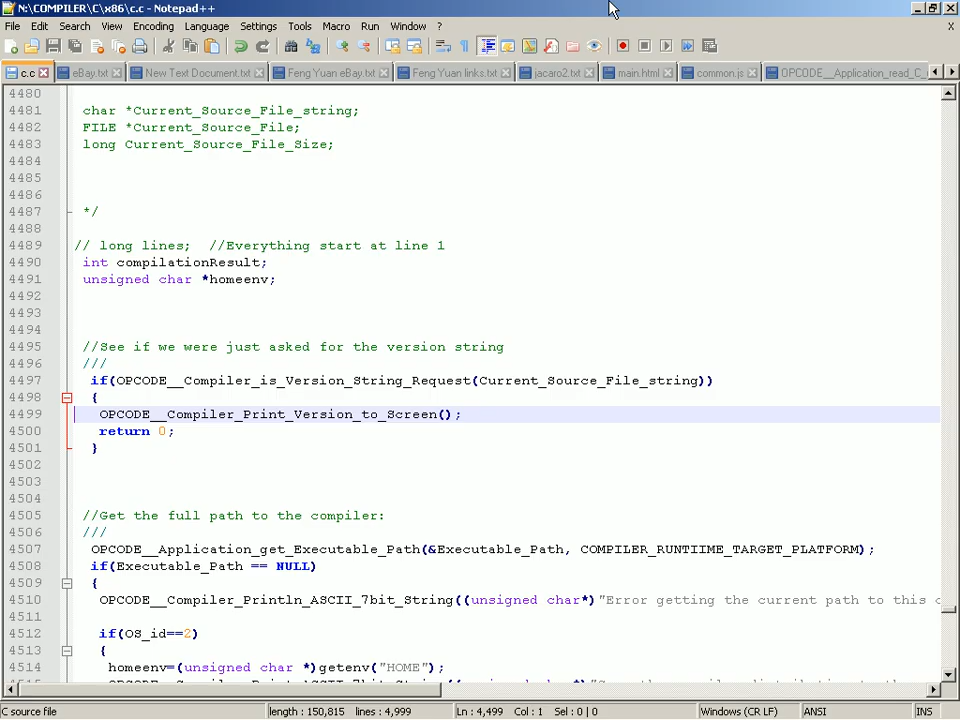 N:\COMPILER\C\x86\c.c - Notepad++
File Edit Search View Encoding Language Settings Tools Macro Run Window ? X
c.c eBay.txt New Text Document.txt Feng Yuan eBay.txt Feng Yuan links.txt jacaro2.txt main.html common.js OPCODE__Application_read_C_
4480
4481 char *Current_Source_File_string;
4482 FILE *Current_Source_File;
4483 long Current_Source_File_Size;
4484
4485
4486
4487 */
4488
4489 // long lines; //Everything start at line 1
4490 int compilationResult;
4491 unsigned char *homeenv;
4492
4493
4494
4495 //See if we were just asked for the version string
4496 ///
4497 if(OPCODE__Compiler_is_Version_String_Request(Current_Source_File_string))
4498 {
4499 OPCODE__Compiler_Print_Version_to_Screen();
4500 return 0;
4501 }
4502
4503
4504
4505 //Get the full path to the compiler:
4506 ///
4507 OPCODE__Application_get_Executable_Path(&Executable_Path, COMPILER_RUNTIIME_TARGET_PLATFORM);
4508 if(Executable_Path == NULL)
4509 {
4510 OPCODE__Compiler_Println_ASCII_7bit_String((unsigned char*)"Error getting the current path to this c
4511
4512 if(OS_id==2)
4513 {
4514 homeenv=(unsigned char *)getenv("HOME");
C source file length : 150,815 lines : 4,999 Ln : 4,499 Col : 1 Sel : 0 | 0 Windows (CR LF) ANSI INS